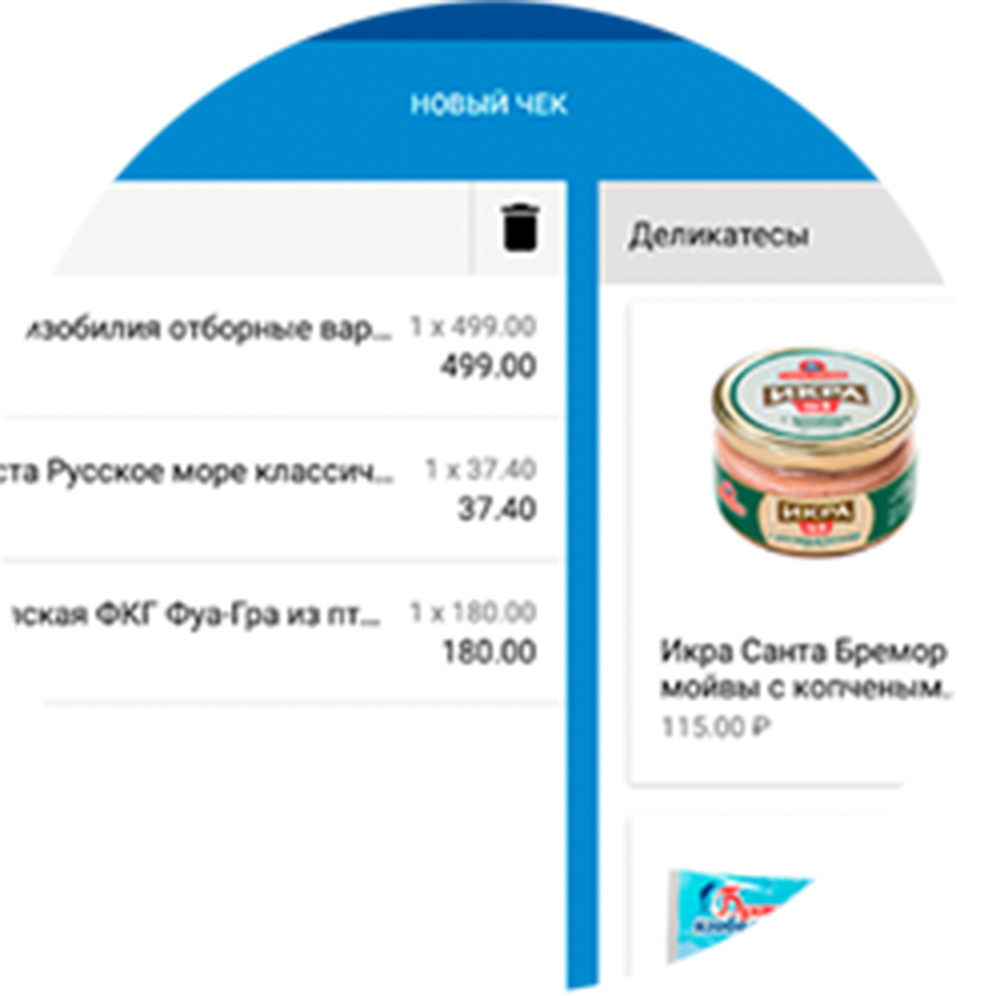 НОВЫЙ ЧЕК
изобилия отборные вар... 1 x 499.00
499.00
ста Русское море классич... 1 x 37.40
37.40
ская ФКГ Фуа-Гра из пт... 1 x 180.00
180.00
Деликатесы
ИКРА
ИКРА
Икра Санта Бремор
мойвы с копченым..
115.00 ₽